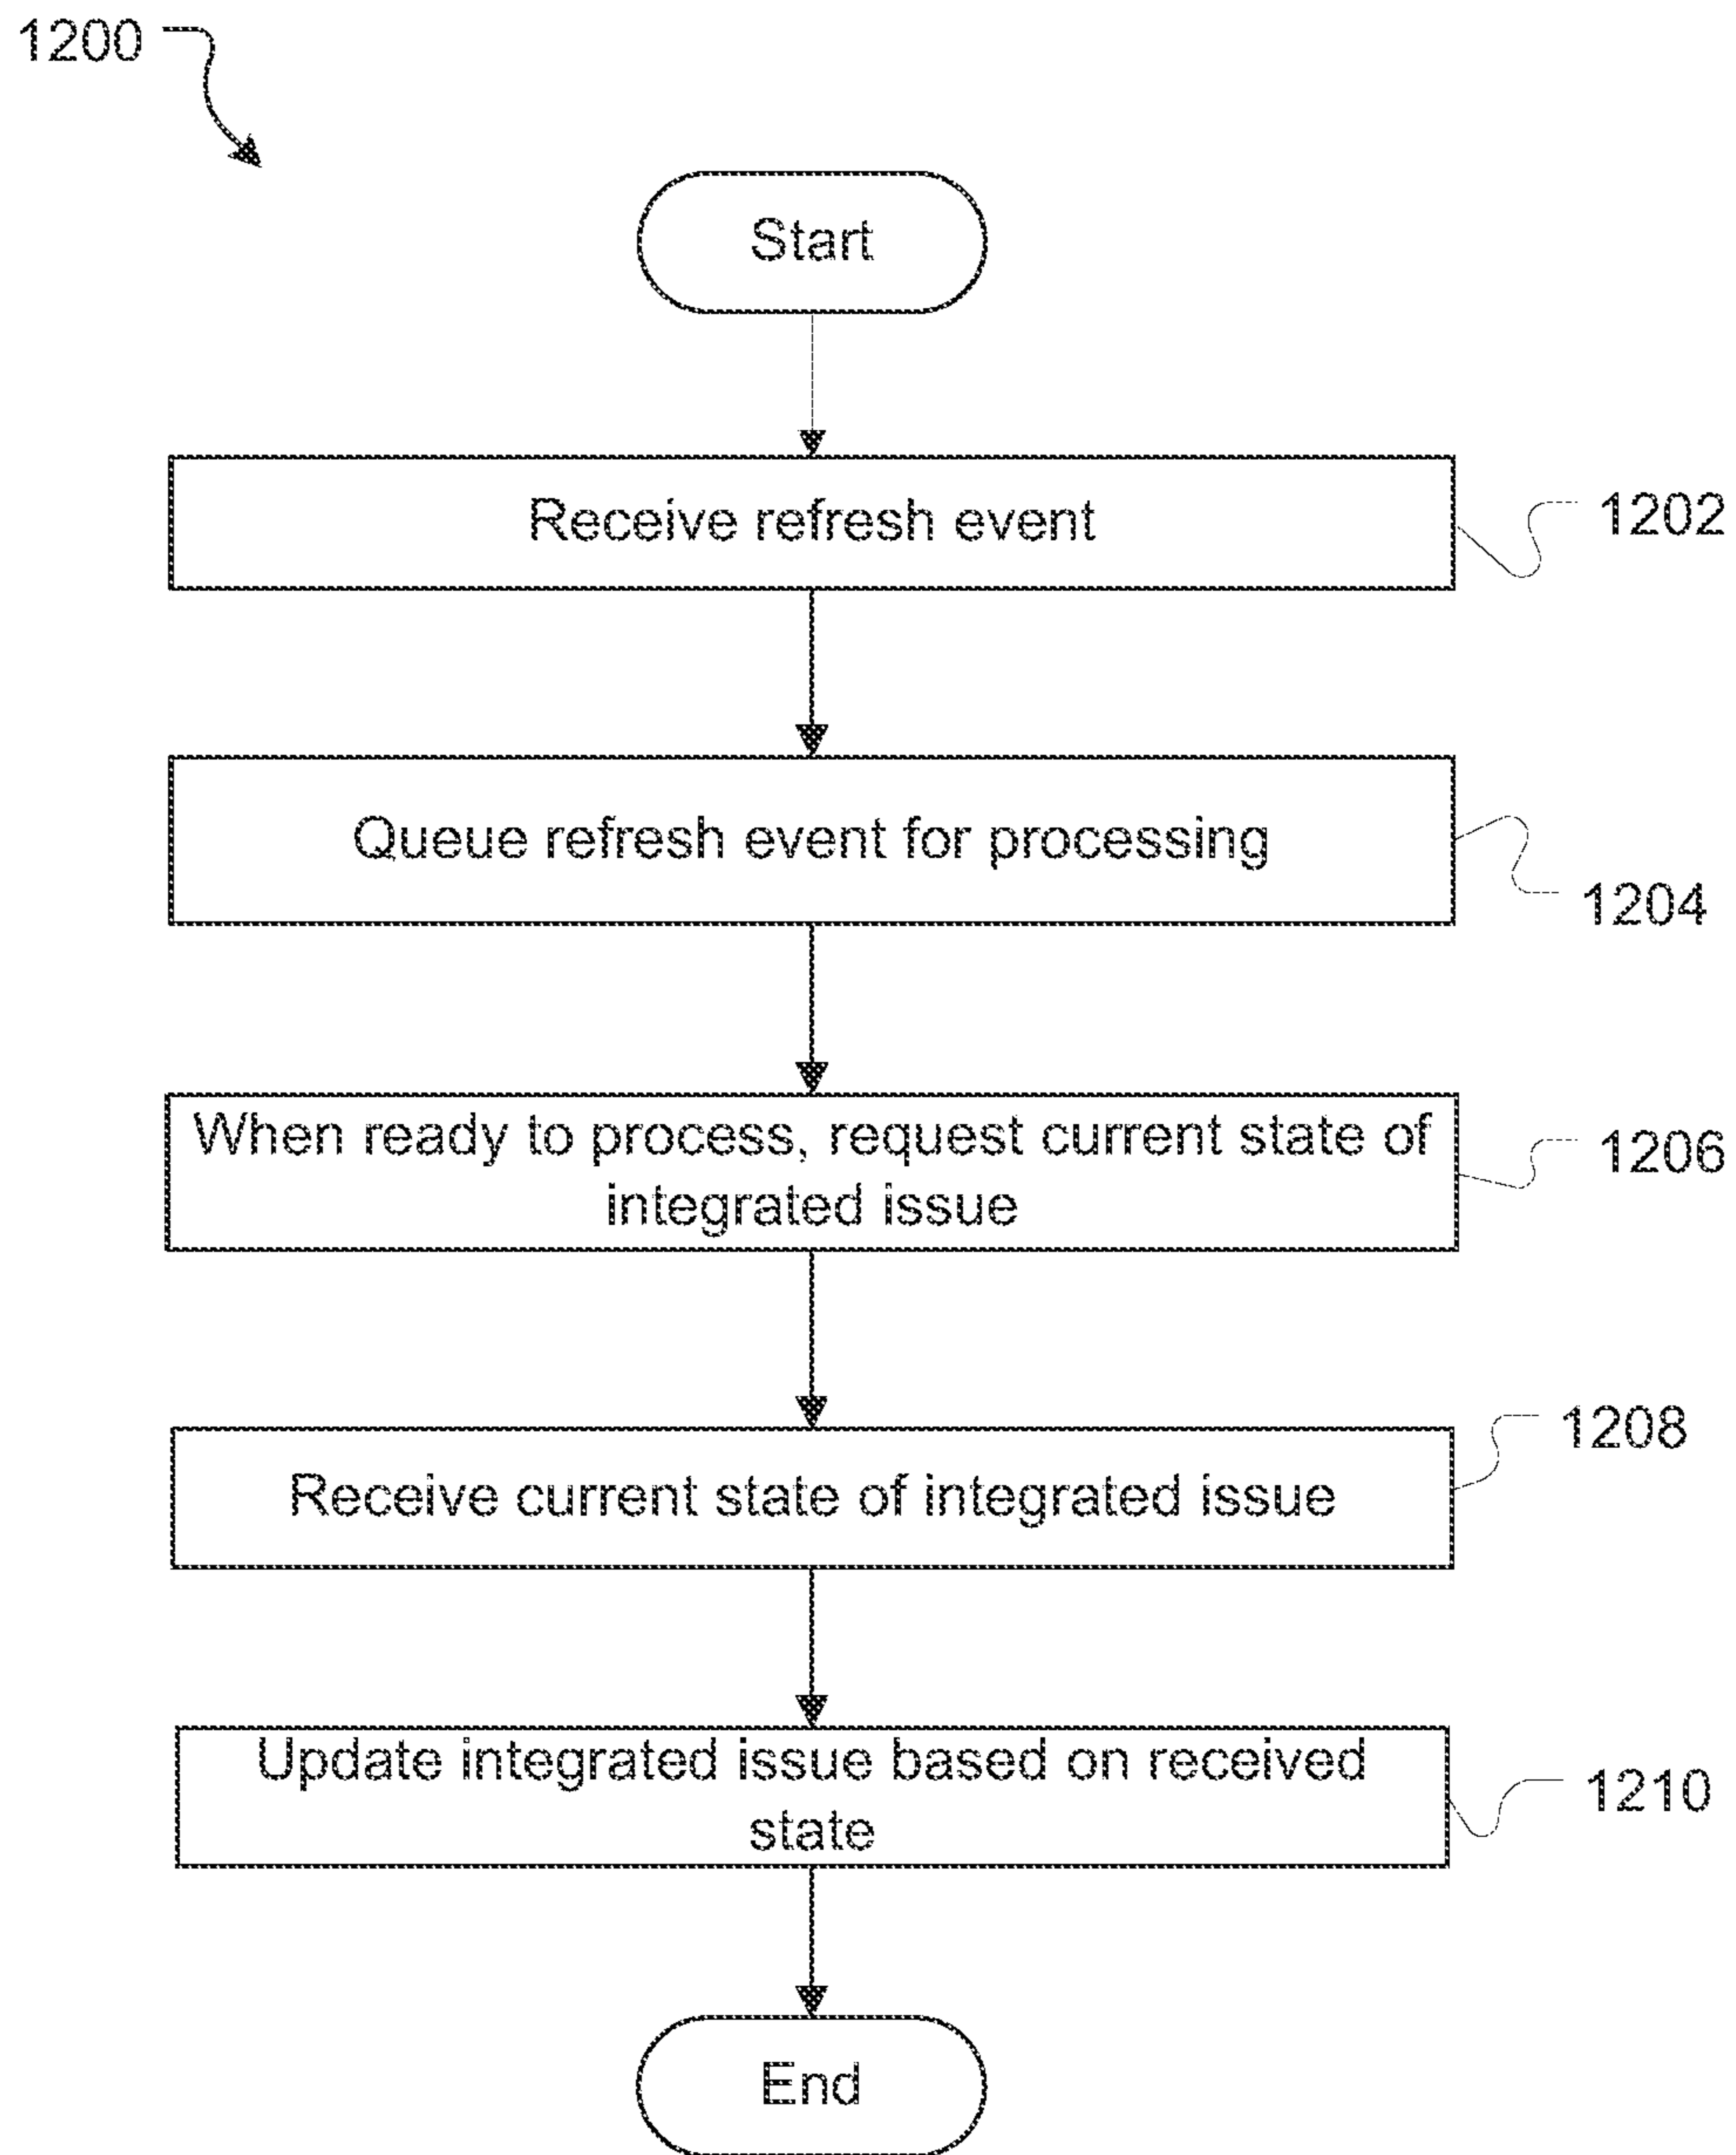 1200
Start
Receive refresh event
1202
Queue refresh event for processing
1204
When ready to process, request current state of
integrated issue
1206
Receive current state of integrated issue
1208
Update integrated issue based on received
state
1210
End